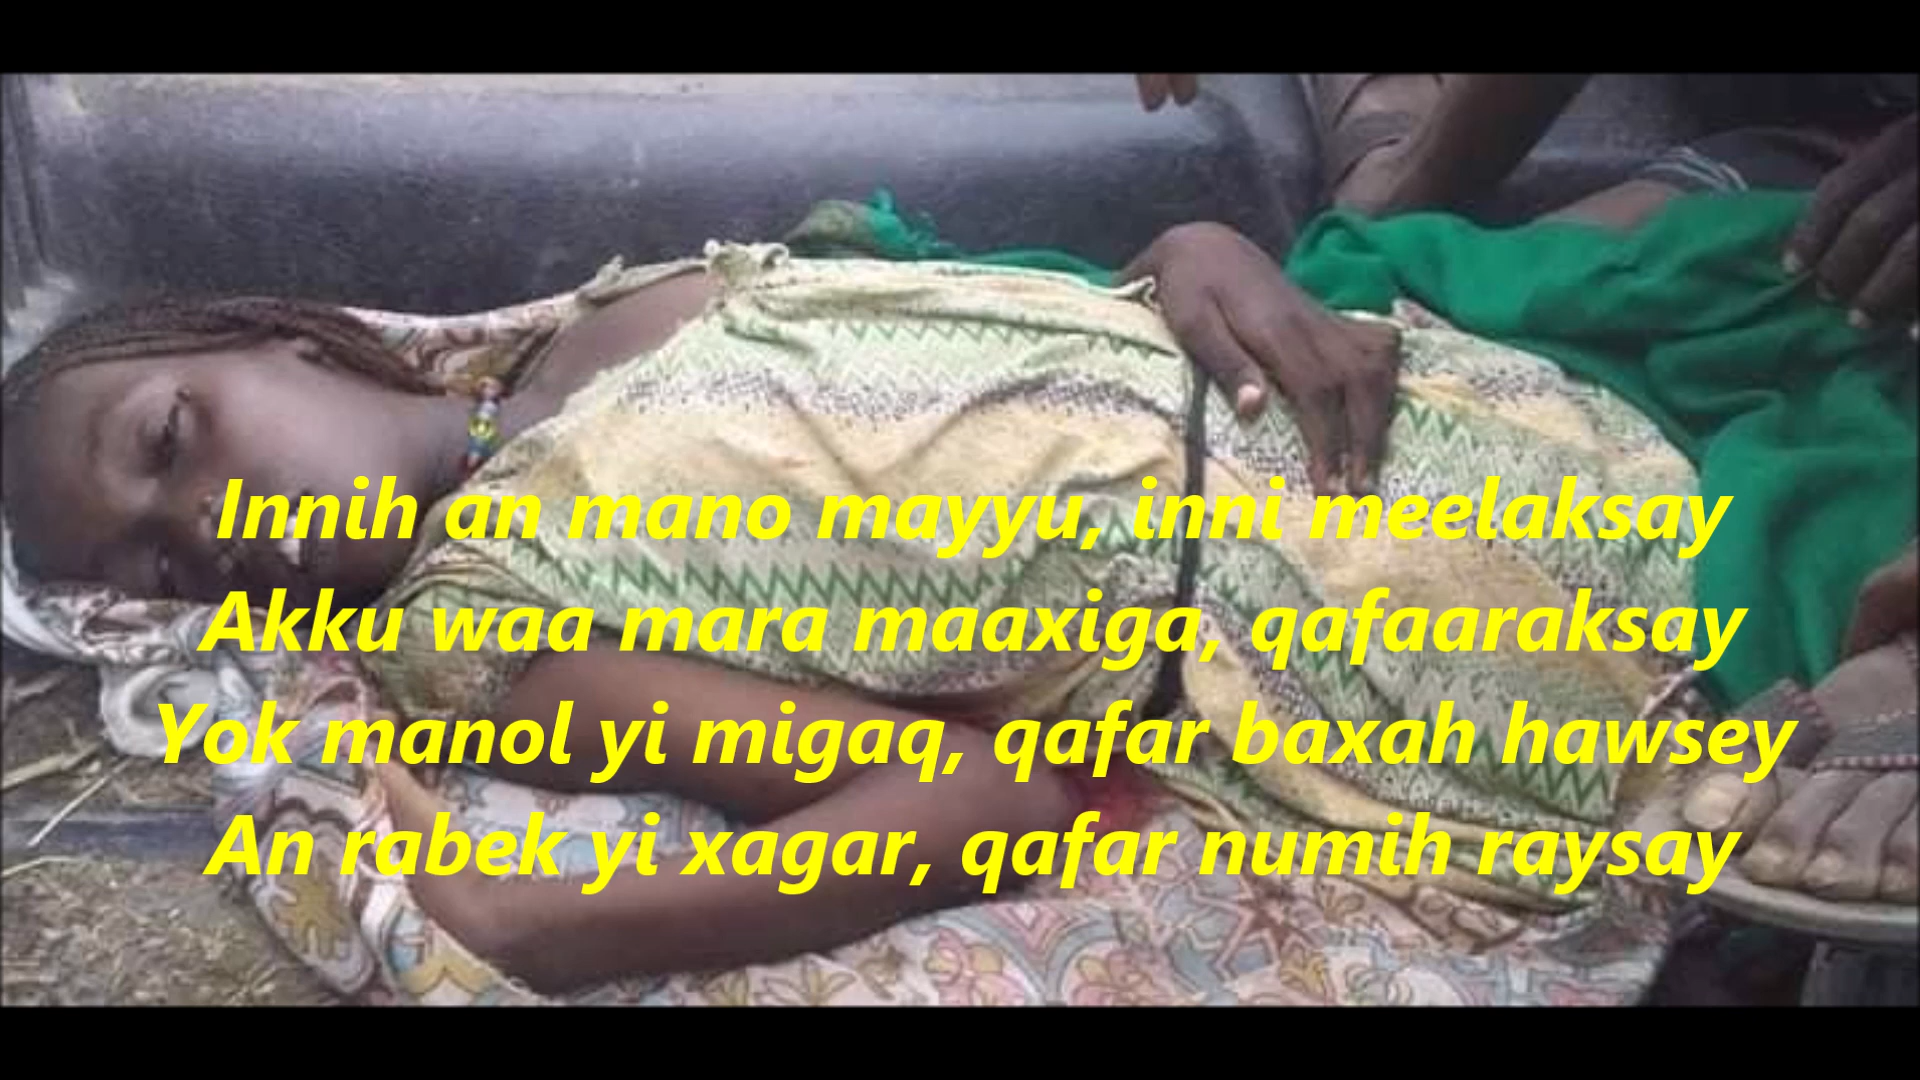 Innih an mano mayyu, inni meelaksay
Akku waa mara maaxiga, qafaaraksay
Yok manol yi migaq, qafar baxah hawsey
An rabek yi xagar, qafar numih raysay